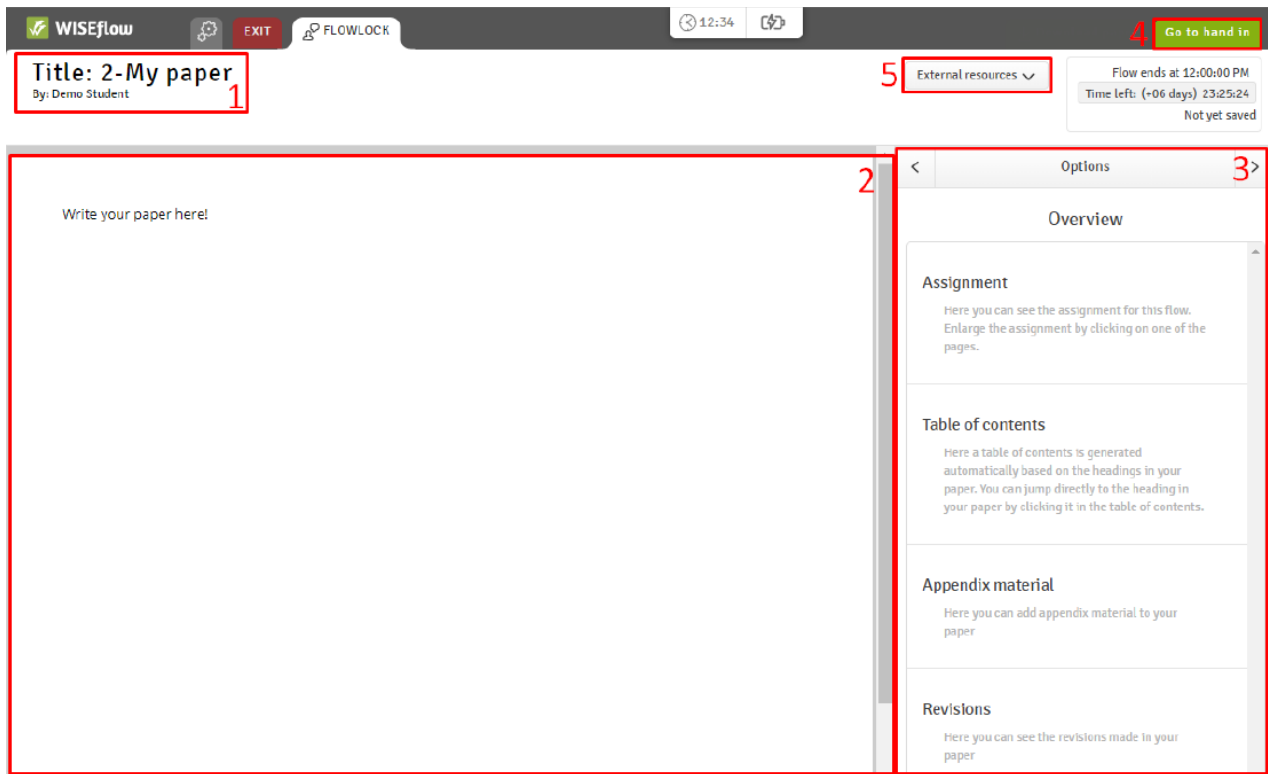 WISEflow
EXIT
FLOWLOCK
12:34
4
Go to hand in
Title: 2-My paper
By: Demo Student
1
5
External resources
Flow ends at 12:00:00 PM
Time left: (+06 days) 23:25:24
Not yet saved
2
Write your paper here!
<
Options
3
>
Overview
Assignment
Here you can see the assignment for this flow.
Enlarge the assignment by clicking on one of the
pages.
Table of contents
Here a table of contents is generated
automatically based on the headings in your
paper. You can jump directly to the heading in
your paper by clicking it in the table of contents.
Appendix material
Here you can add appendix material to your
paper
Revisions
Here you can see the revisions made in your
paper